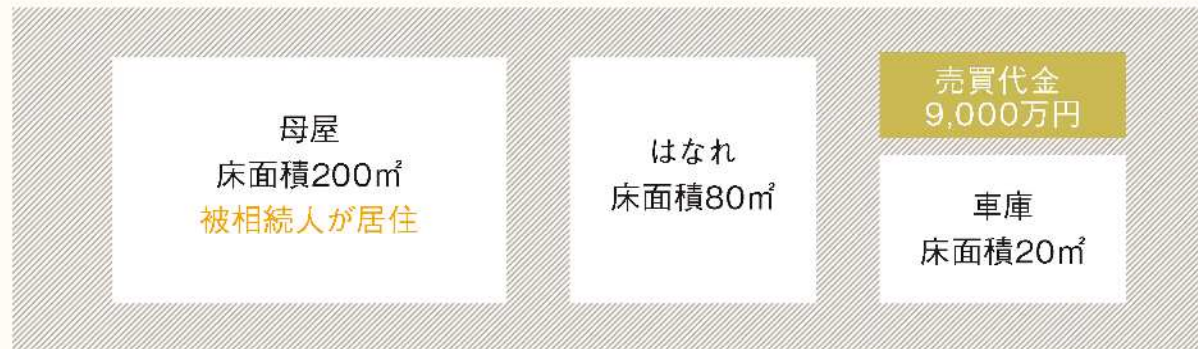 母屋
床面積200㎡
被相続人が居住
はなれ
床面積80㎡
売買代金
9,000万円
車庫
床面積20㎡